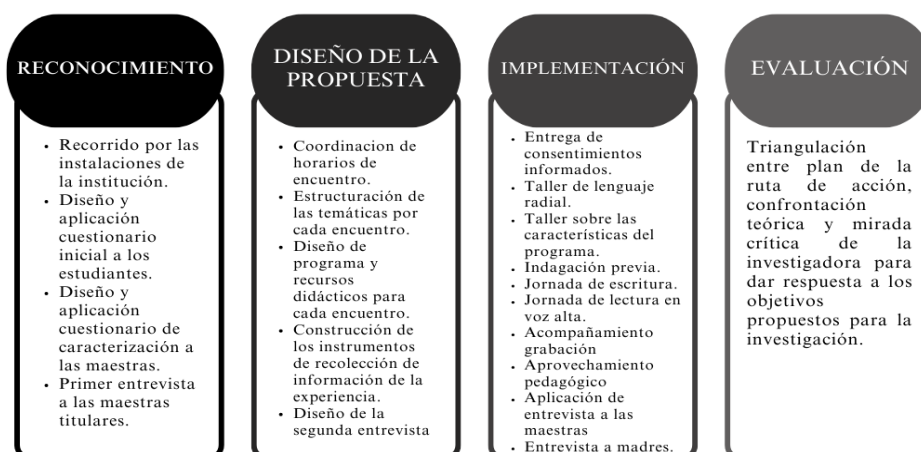 RECONOCIMIENTO
• Recorrido por las
instalaciones de
la institución.
• Diseño y
aplicación
cuestionario
inicial a los
estudiantes.
• Diseño y
aplicación
cuestionario de
caracterización a
las maestras.
• Primer entrevista
a las maestras
titulares.
DISEÑO DE LA
PROPUESTA
• Coordinacion de
horarios de
encuentro.
• Estructuración de
las temáticas por
cada encuentro.
• Diseño de
programa y
recursos
didácticos para
cada encuentro.
• Construcción de
los instrumentos
de recolección de
información de la
experiencia.
• Diseño de la
segunda entrevista
IMPLEMENTACIÓN
• Entrega de
consentimientos
informados.
• Taller de lenguaje
radial.
• Taller sobre las
características del
programa.
• Indagación previa.
• Jornada de escritura.
• Jornada de lectura en
voz alta.
• Acompañamiento
grabación
• Aprovechamiento
pedagógico
• Aplicación de
entrevista a las
maestras
• Entrevista a madres.
EVALUACIÓN
Triangulación
entre plan de la
ruta de acción,
confrontación
teórica y mirada
crítica de la
investigadora para
dar respuesta a los
objetivos
propuestos para la
investigación.